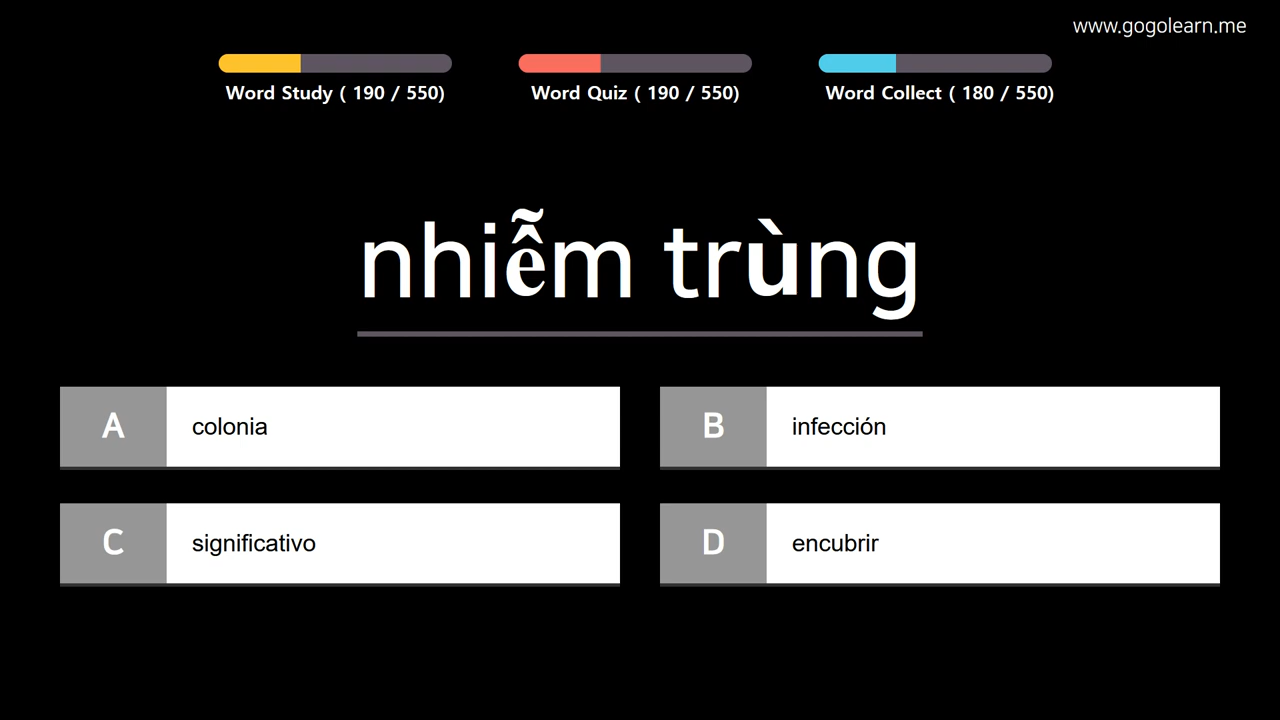 www.gogolearn.me
Word Study ( 190 / 550)
Word Quiz ( 190 / 550)
Word Collect ( 180 / 550)
nhiễm trùng
A colonia
B infección
C significativo
D encubrir